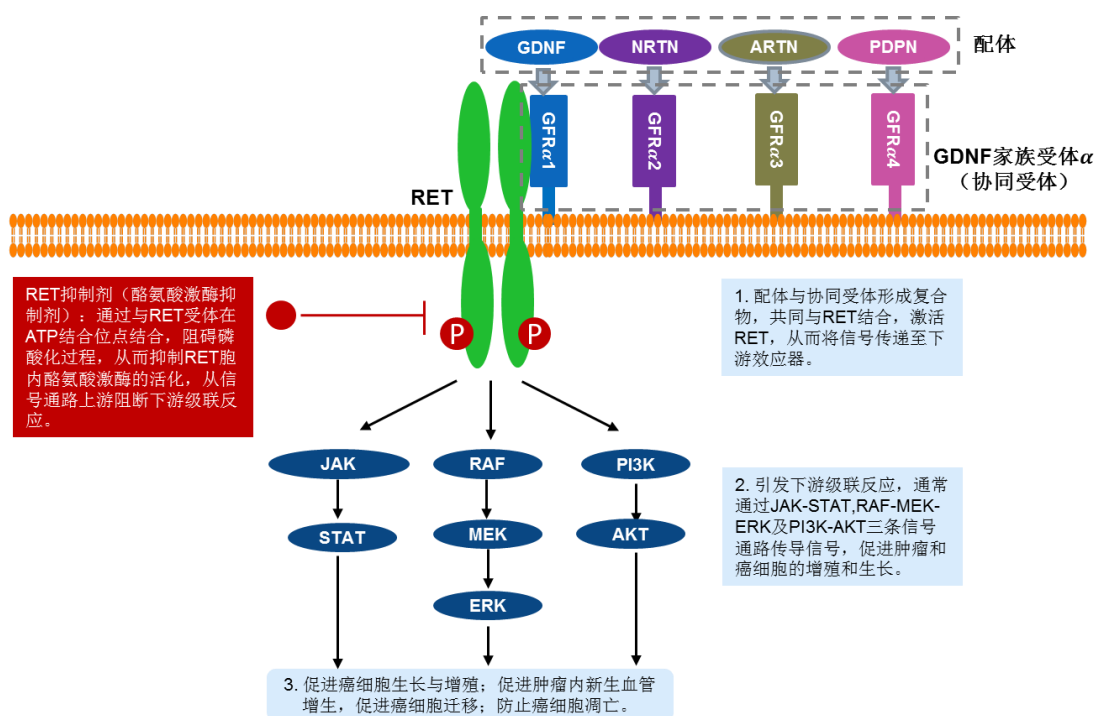 GDNF
NRTN
ARTN
PDPN
配体
GFRα1
GFRα2
GFRα3
GFRα4
GDNF家族受体α
（协同受体）
RET
RET抑制剂（酪氨酸激酶抑
制剂）：通过与RET受体在
ATP结合位点结合，阻碍磷
酸化过程，从而抑制RET胞
内酪氨酸激酶的活化，从信
号通路上游阻断下游级联反
应。
P
P
1. 配体与协同受体形成复合
物，共同与RET结合，激活
RET，从而将信号传递至下
游效应器。
JAK
RAF
PI3K
STAT
MEK
AKT
ERK
2. 引发下游级联反应，通常
通过JAK-STAT,RAF-MEK-
ERK及PI3K-AKT三条信号
通路传导信号，促进肿瘤和
癌细胞的增殖和生长。
3. 促进癌细胞生长与增殖；促进肿瘤内新生血管
增生，促进癌细胞迁移；防止癌细胞凋亡。